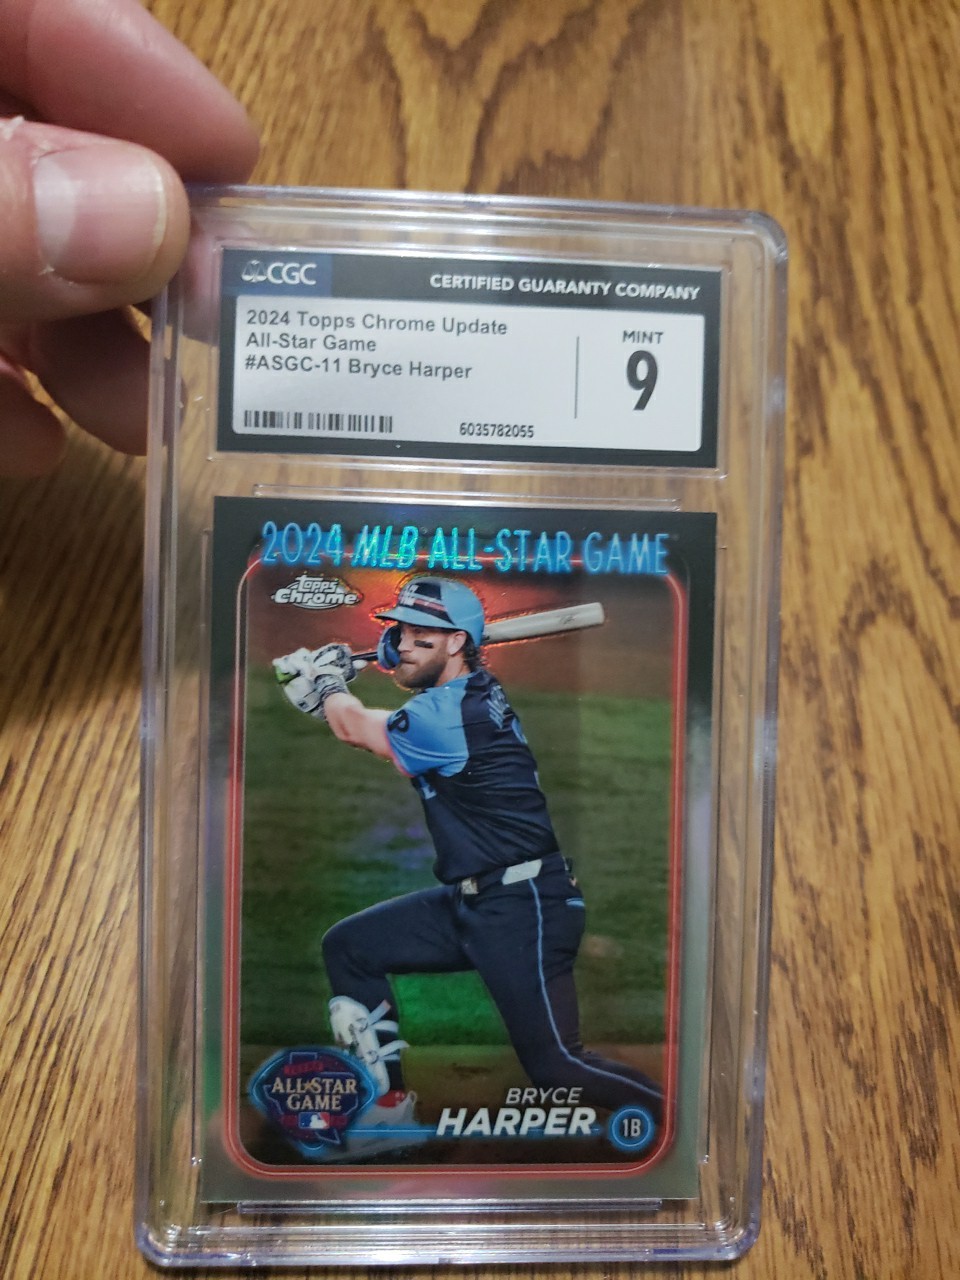 CGC
CERTIFIED GUARANTY COMPANY
2024 Topps Chrome Update
All-Star Game
#ASGC-11 Bryce Harper
MINT
9
6035782055
2024 MLB ALL-STAR GAME
topps
Chrome
ALL★STAR
GAME
BRYCE
HARPER
1B